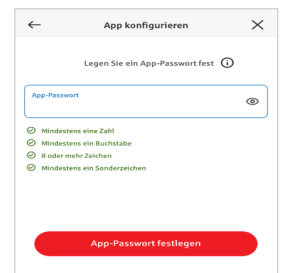 App konfigurieren
Legen Sie ein App-Passwort fest
App-Passwort
Mindestens eine Zahl
Mindestens ein Buchstabe
8 oder mehr Zeichen
Mindestens ein Sonderzeichen
App-Passwort festlegen